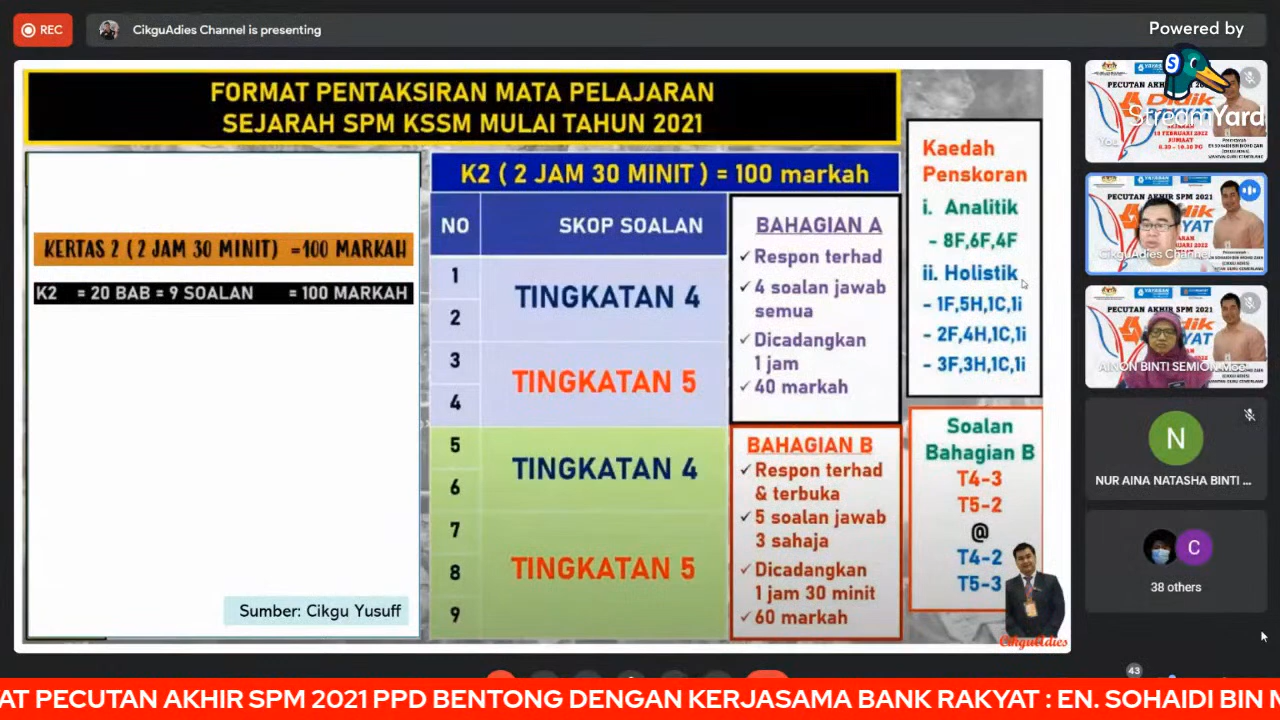 REC
CikguAdies Channel is presenting
Powered by
StreamYard
FORMAT PENTAKSIRAN MATA PELAJARAN
SEJARAH SPM KSSM MULAI TAHUN 2021
KERTAS 2 ( 2 JAM 30 MINIT) =100 MARKAH
K2 = 20 BAB = 9 SOALAN = 100 MARKAH
Sumber: Cikgu Yusuff
K2 ( 2 JAM 30 MINIT ) = 100 markah
NO SKOP SOALAN
1
2
TINGKATAN 4
3
4
TINGKATAN 5
5
6
TINGKATAN 4
7
8
9
TINGKATAN 5
BAHAGIAN A
✓ Respon terhad
✓ 4 soalan jawab
semua
✓ Dicadangkan
1 jam
✓ 40 markah
BAHAGIAN B
✓ Respon terhad
& terbuka
✓ 5 soalan jawab
3 sahaja
✓ Dicadangkan
1 jam 30 minit
✓ 60 markah
Kaedah
Penskoran
i. Analitik
- 8F,6F,4F
ii. Holistik
- 1F,5H,1C,1i
- 2F,4H,1C,1i
- 3F,3H,1C,1i
Soalan
Bahagian B
T4-3
T5-2
@
T4-2
T5-3
CikguAdies
You
CikguAdies Channel
AINON BINTI SEMION Moe
N
NUR AINA NATASHA BINTI ...
C
38 others
43
AT PECUTAN AKHIR SPM 2021 PPD BENTONG DENGAN KERJASAMA BANK RAKYAT : EN. SOHAIDI BIN M